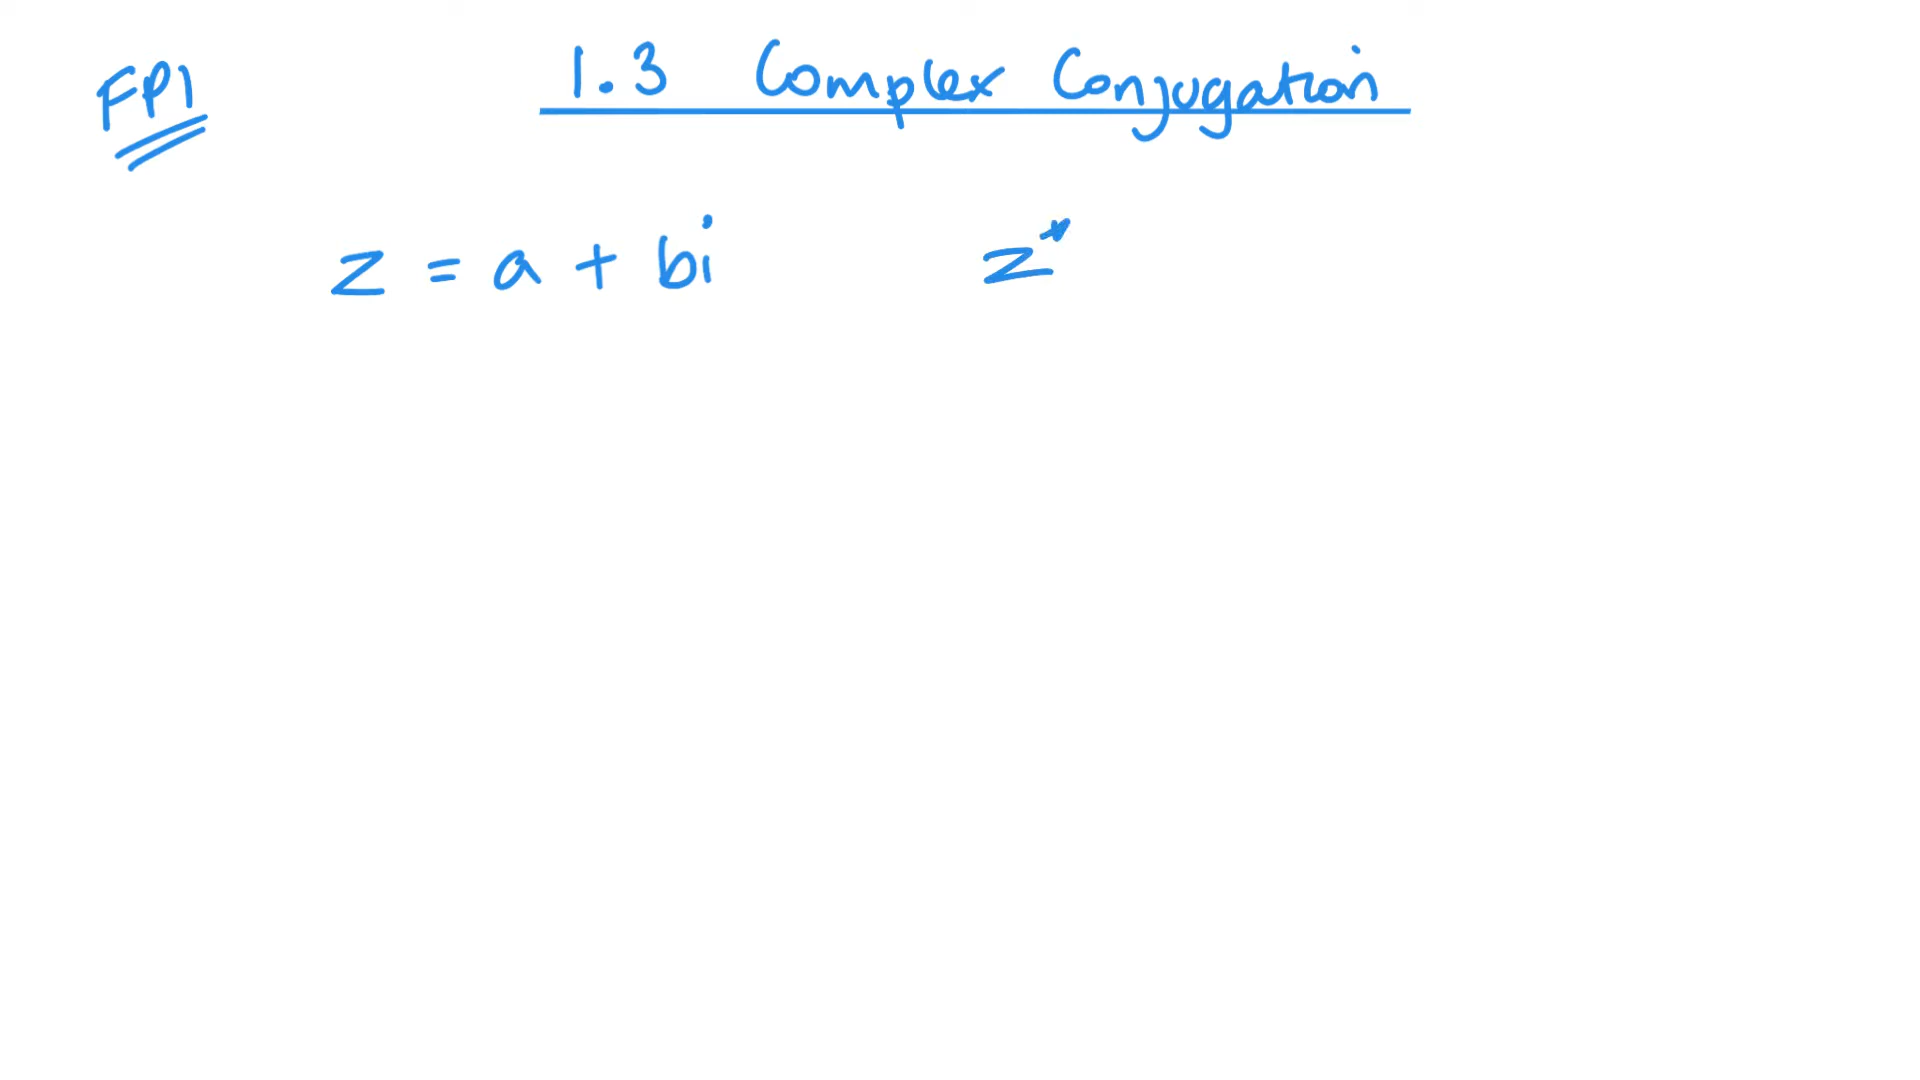 FP1
1.3 Complex Conjugation
z = a + bi z*